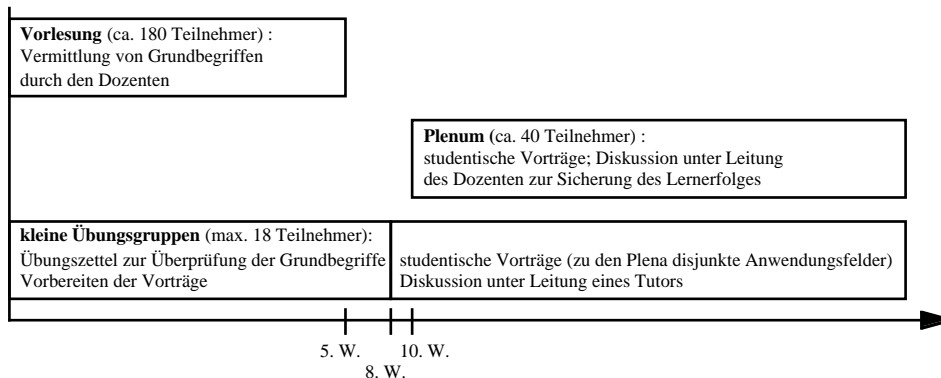 Vorlesung (ca. 180 Teilnehmer) :
Vermittlung von Grundbegriffen
durch den Dozenten
Plenum (ca. 40 Teilnehmer) :
studentische Vorträge; Diskussion unter Leitung
des Dozenten zur Sicherung des Lernerfolges
kleine Übungsgruppen (max. 18 Teilnehmer):
Übungszettel zur Überprüfung der Grundbegriffe
Vorbereiten der Vorträge
studentische Vorträge (zu den Plena disjunkte Anwendungsfelder)
Diskussion unter Leitung eines Tutors
5. W.
10. W.
8. W.